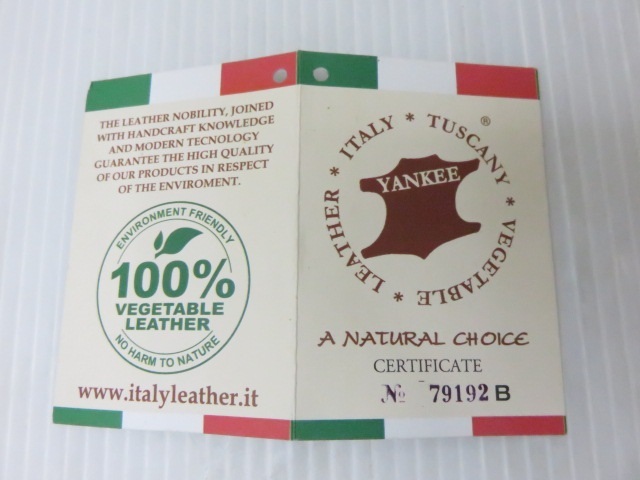 THE LEATHER NOBILITY, JOINED
WITH HANDCRAFT KNOWLEDGE
AND MODERN TECNOLOGY
GUARANTEE THE HIGH QUALITY
OF OUR PRODUCTS IN RESPECT
OF THE ENVIROMENT.
ENVIRONMENT FRIENDLY
100%
VEGETABLE
LEATHER
NO HARM TO NATURE
www.italyleather.it
LEATHER * ITALY * TUSCANY * VEGETABLE *
®
YANKEE
A NATURAL CHOICE
CERTIFICATE
№ 79192 B